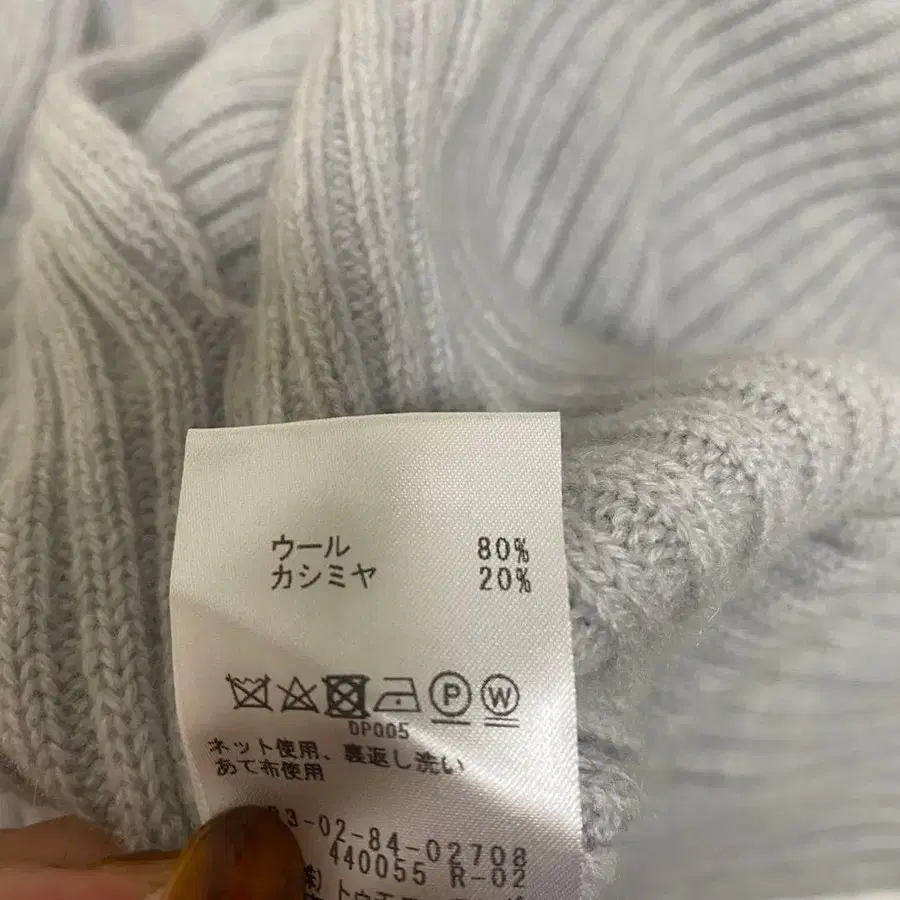 ウール 80%
カシミヤ 20%
P W
DP005
ネット使用、裏返し洗い
あて布使用
3-02-84-02708
440055 R-02